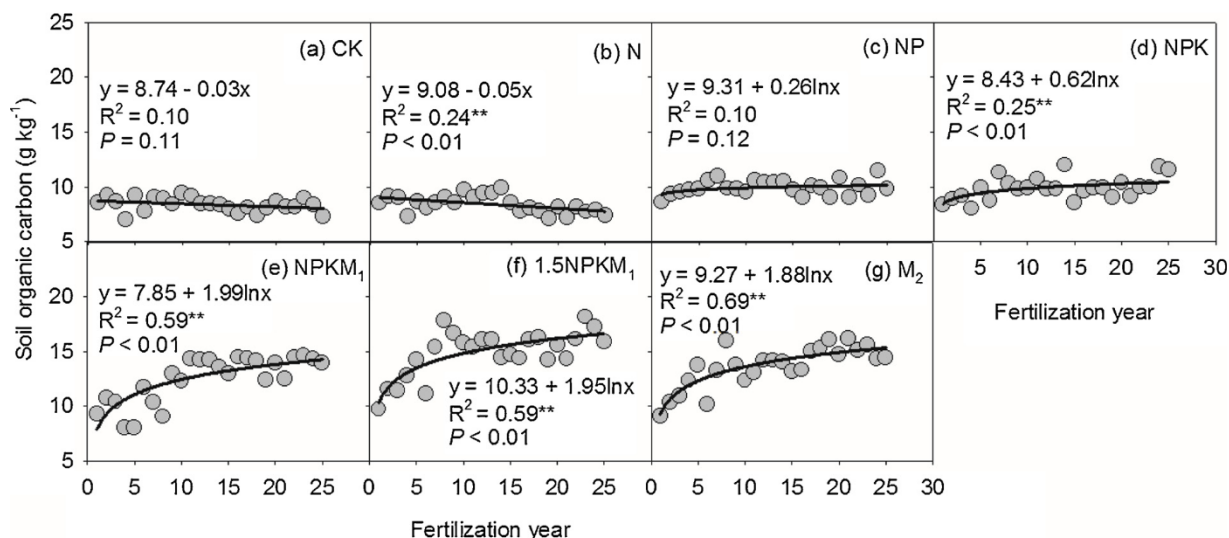 Soil organic carbon (g kg⁻¹)
25
20
15
10
5
(a) CK
y = 8.74 - 0.03x
R² = 0.10
P = 0.11
(b) N
y = 9.08 - 0.05x
R² = 0.24**
P < 0.01
(c) NP
y = 9.31 + 0.26lnx
R² = 0.10
P = 0.12
(d) NPK
y = 8.43 + 0.62lnx
R² = 0.25**
P < 0.01
5 10 15 20 25 30
Fertilization year
20
15
10
5
(e) NPKM₁
y = 7.85 + 1.99lnx
R² = 0.59**
P < 0.01
(f) 1.5NPKM₁
y = 10.33 + 1.95lnx
R² = 0.59**
P < 0.01
(g) M₂
y = 9.27 + 1.88lnx
R² = 0.69**
P < 0.01
0 5 10 15 20 25 0 5 10 15 20 25 0 5 10 15 20 25 30
Fertilization year